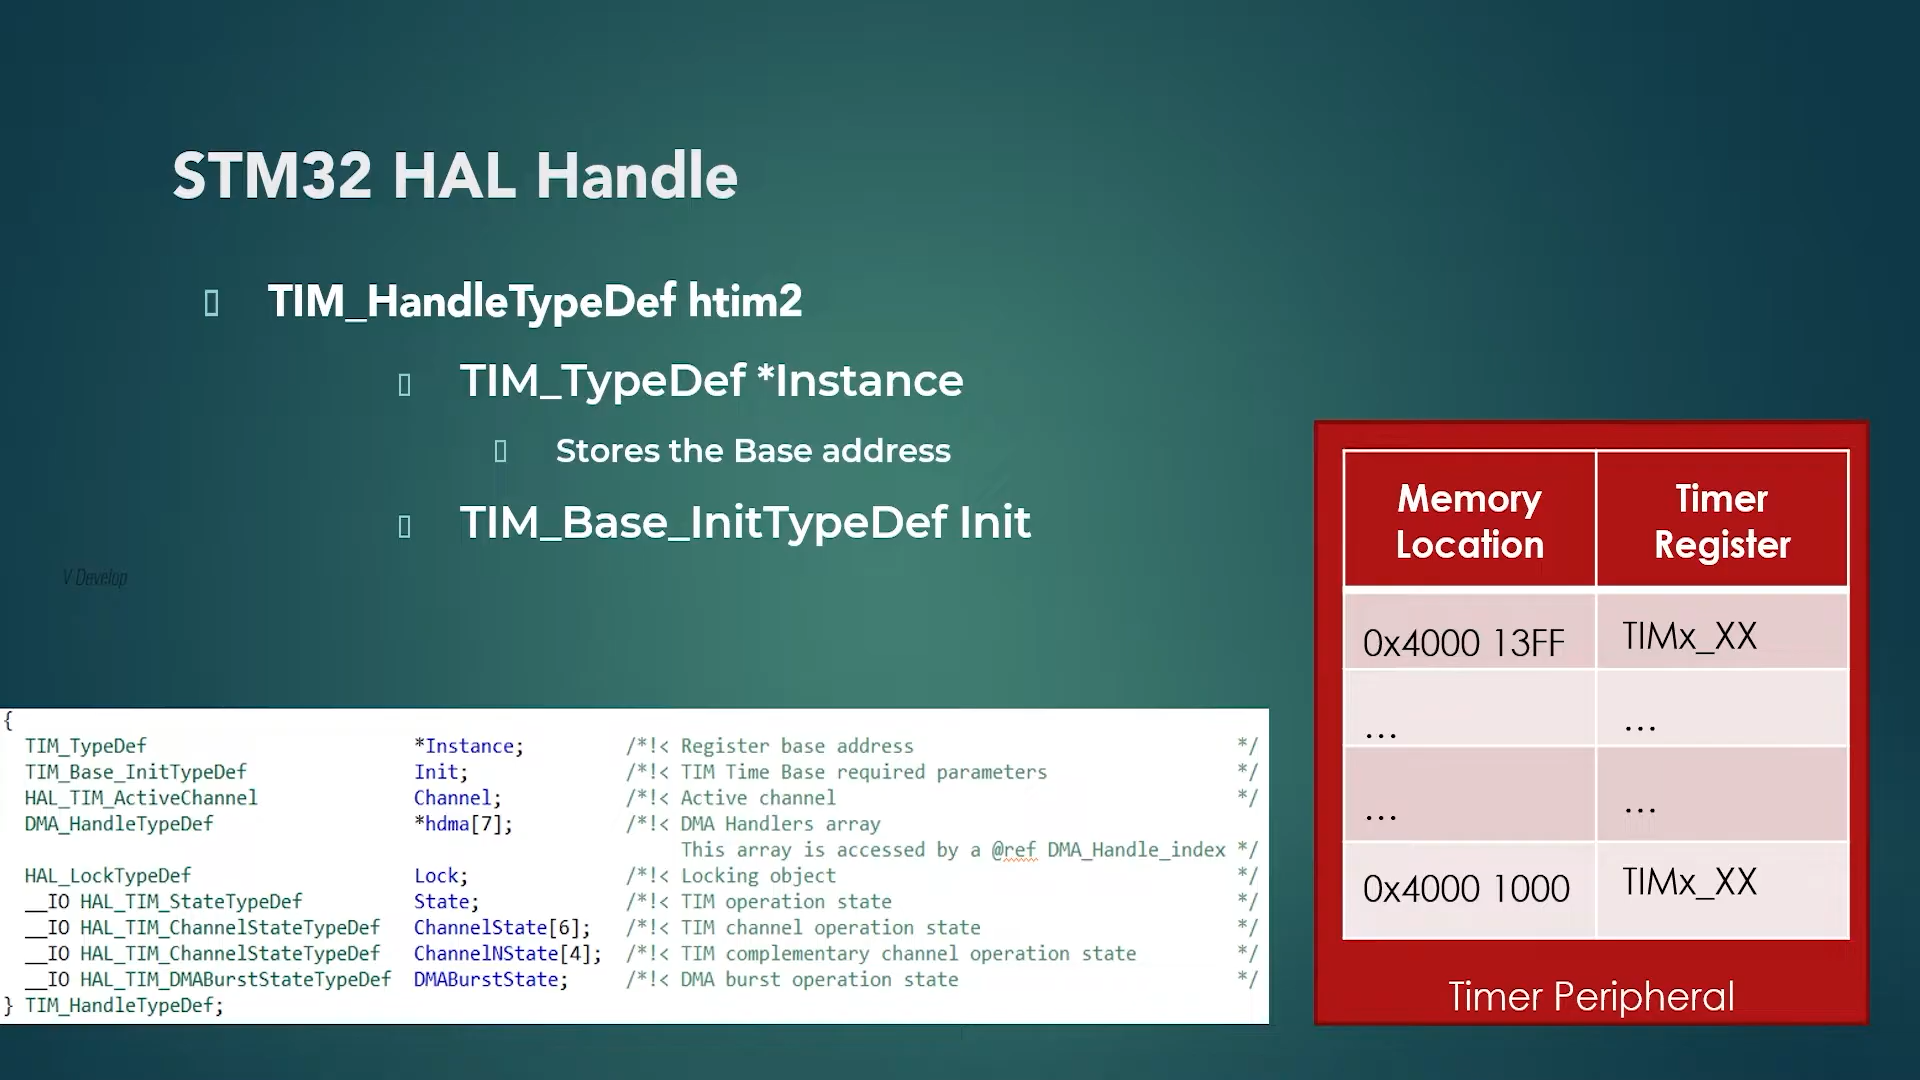 STM32 HAL Handle
TIM_HandleTypeDef htim2
TIM_TypeDef *Instance
Stores the Base address
TIM_Base_InitTypeDef Init
V Develop
Memory Location
Timer Register
0x4000 13FF
TIMx_XX
...
...
...
...
0x4000 1000
TIMx_XX
Timer Peripheral
{
TIM_TypeDef *Instance; /*!< Register base address */
TIM_Base_InitTypeDef Init; /*!< TIM Time Base required parameters */
HAL_TIM_ActiveChannel Channel; /*!< Active channel */
DMA_HandleTypeDef *hdma[7]; /*!< DMA Handlers array
This array is accessed by a @ref DMA_Handle_index */
HAL_LockTypeDef Lock; /*!< Locking object */
__IO HAL_TIM_StateTypeDef State; /*!< TIM operation state */
__IO HAL_TIM_ChannelStateTypeDef ChannelState[6]; /*!< TIM channel operation state */
__IO HAL_TIM_ChannelStateTypeDef ChannelNState[4]; /*!< TIM complementary channel operation state */
__IO HAL_TIM_DMABurstStateTypeDef DMABurstState; /*!< DMA burst operation state */
} TIM_HandleTypeDef;